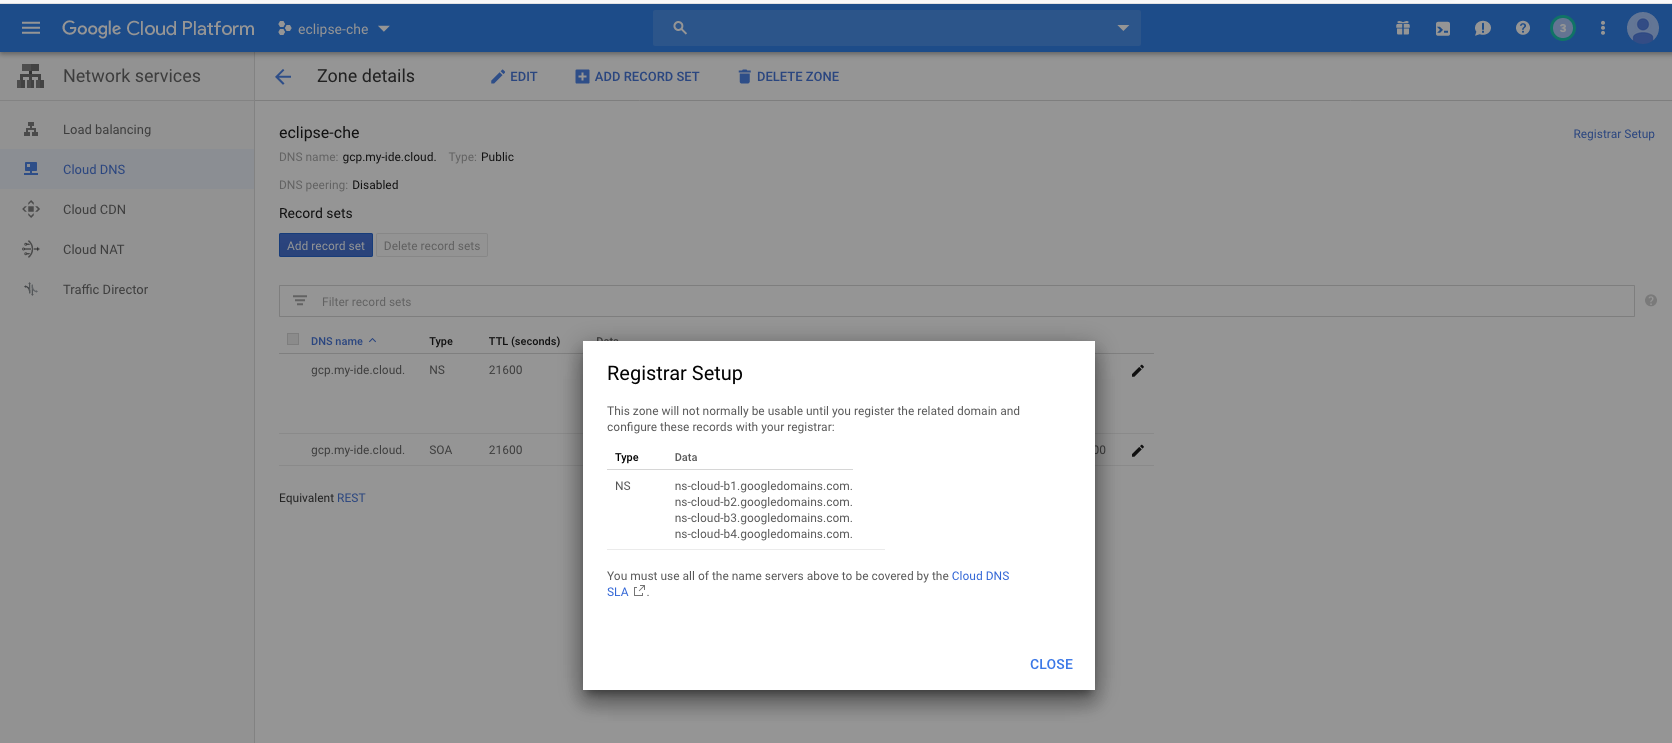 Google Cloud Platform
eclipse-che
3
Network services
Zone details
EDIT
ADD RECORD SET
DELETE ZONE
Load balancing
Cloud DNS
Cloud CDN
Cloud NAT
Traffic Director
eclipse-che
Registrar Setup
DNS name: gcp.my-ide.cloud. Type: Public
DNS peering: Disabled
Record sets
Add record set
Delete record sets
Filter record sets
DNS name Type TTL (seconds) Data
gcp.my-ide.cloud. NS 21600
gcp.my-ide.cloud. SOA 21600
00
Equivalent REST
Registrar Setup
This zone will not normally be usable until you register the related domain and
configure these records with your registrar:
Type Data
NS ns-cloud-b1.googledomains.com.
ns-cloud-b2.googledomains.com.
ns-cloud-b3.googledomains.com.
ns-cloud-b4.googledomains.com.
You must use all of the name servers above to be covered by the Cloud DNS
SLA .
CLOSE